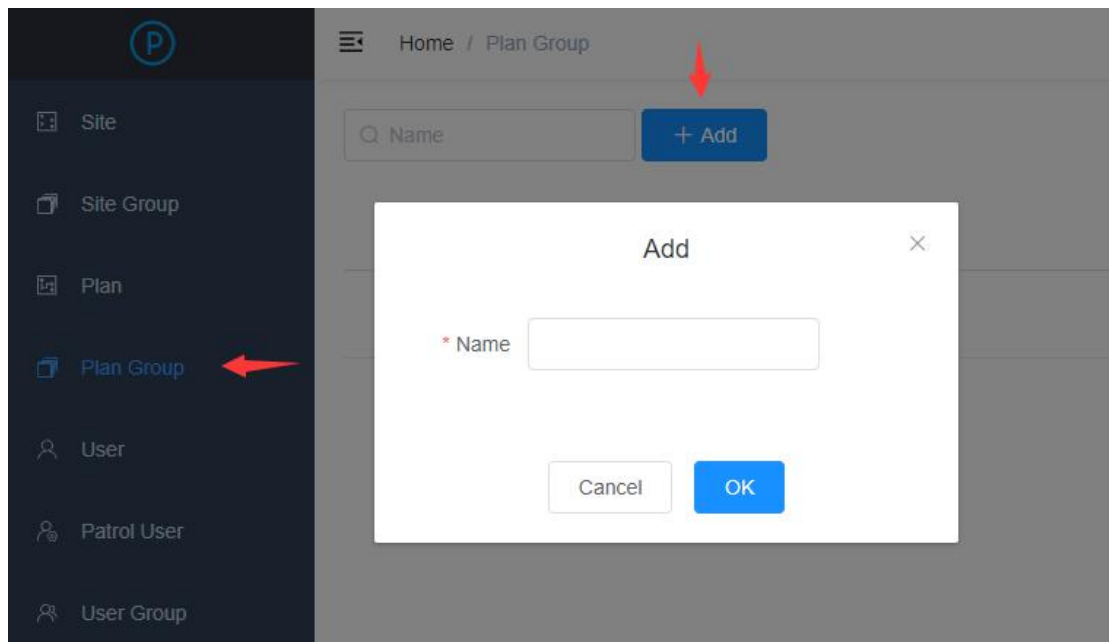 P
Home / Plan Group
Site
Name
+ Add
Site Group
Add
Plan
* Name
Plan Group
User
Cancel
OK
Patrol User
User Group